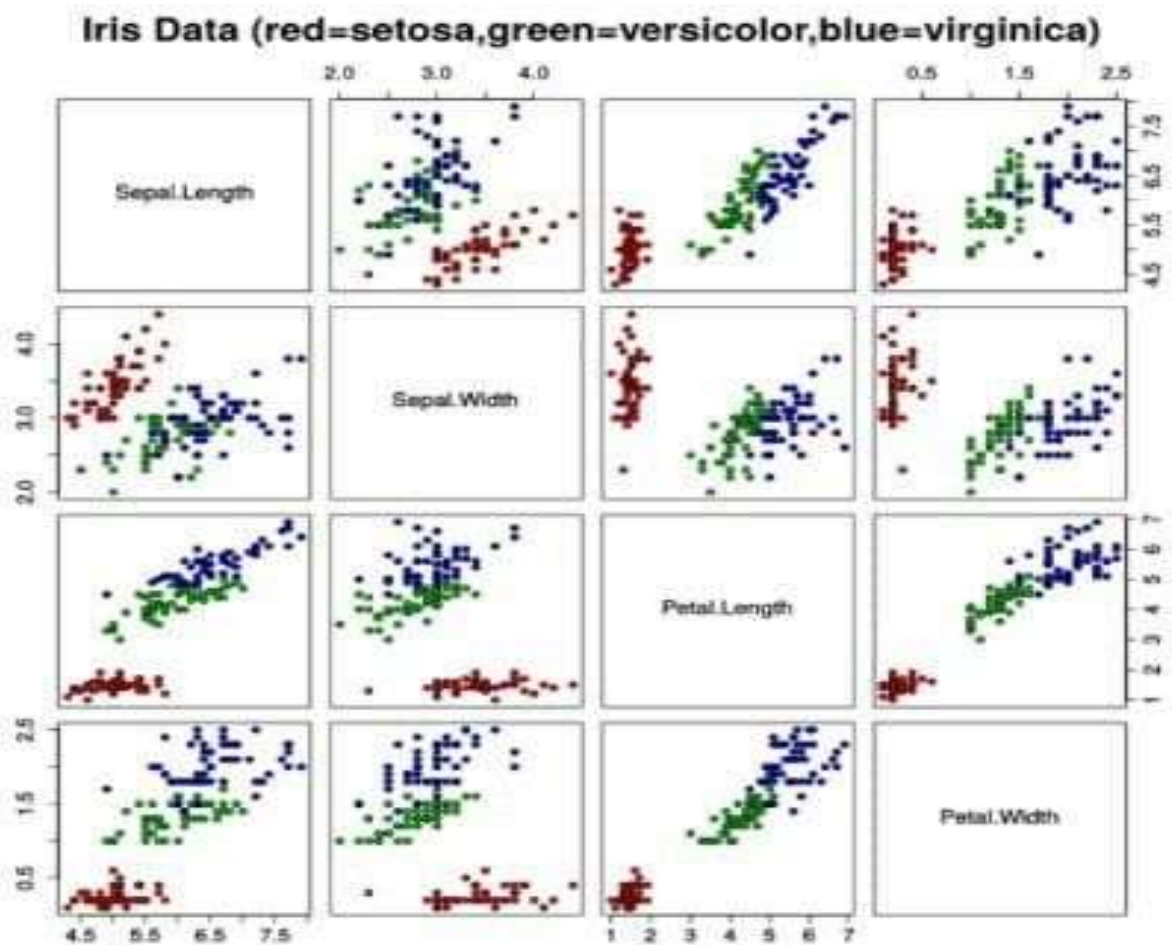 Iris Data (red=setosa,green=versicolor,blue=virginica)
2.0 3.0 4.0 0.5 1.5 2.5
Sepal.Length
4.5 5.5 6.5 7.5
Sepal.Width
2.0 3.0 4.0
Petal.Length
1 2 3 4 5 6 7
Petal.Width
0.5 1.5 2.5
4.5 5.5 6.5 7.5 1 2 3 4 5 6 7